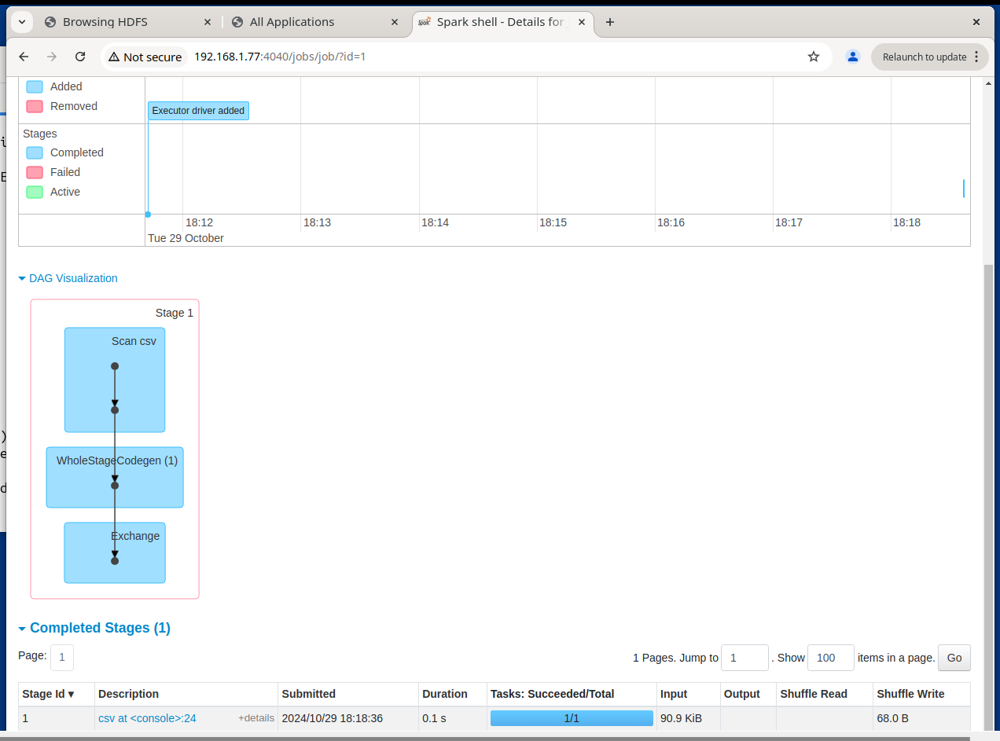 Browsing HDFS
All Applications
Spark shell - Details for
Not secure 192.168.1.77:4040/jobs/job/?id=1 Relaunch to update
Added
Removed
Executor driver added
Stages
Completed
Failed
Active
18:12 18:13 18:14 18:15 18:16 18:17 18:18
Tue 29 October
DAG Visualization
Stage 1
Scan csv
WholeStageCodegen (1)
Exchange
Completed Stages (1)
Page: 1 1 Pages. Jump to 1 . Show 100 items in a page. Go
Stage Id ▾ Description Submitted Duration Tasks: Succeeded/Total Input Output Shuffle Read Shuffle Write
1 csv at <console>:24 +details 2024/10/29 18:18:36 0.1 s 1/1 90.9 KiB 68.0 B